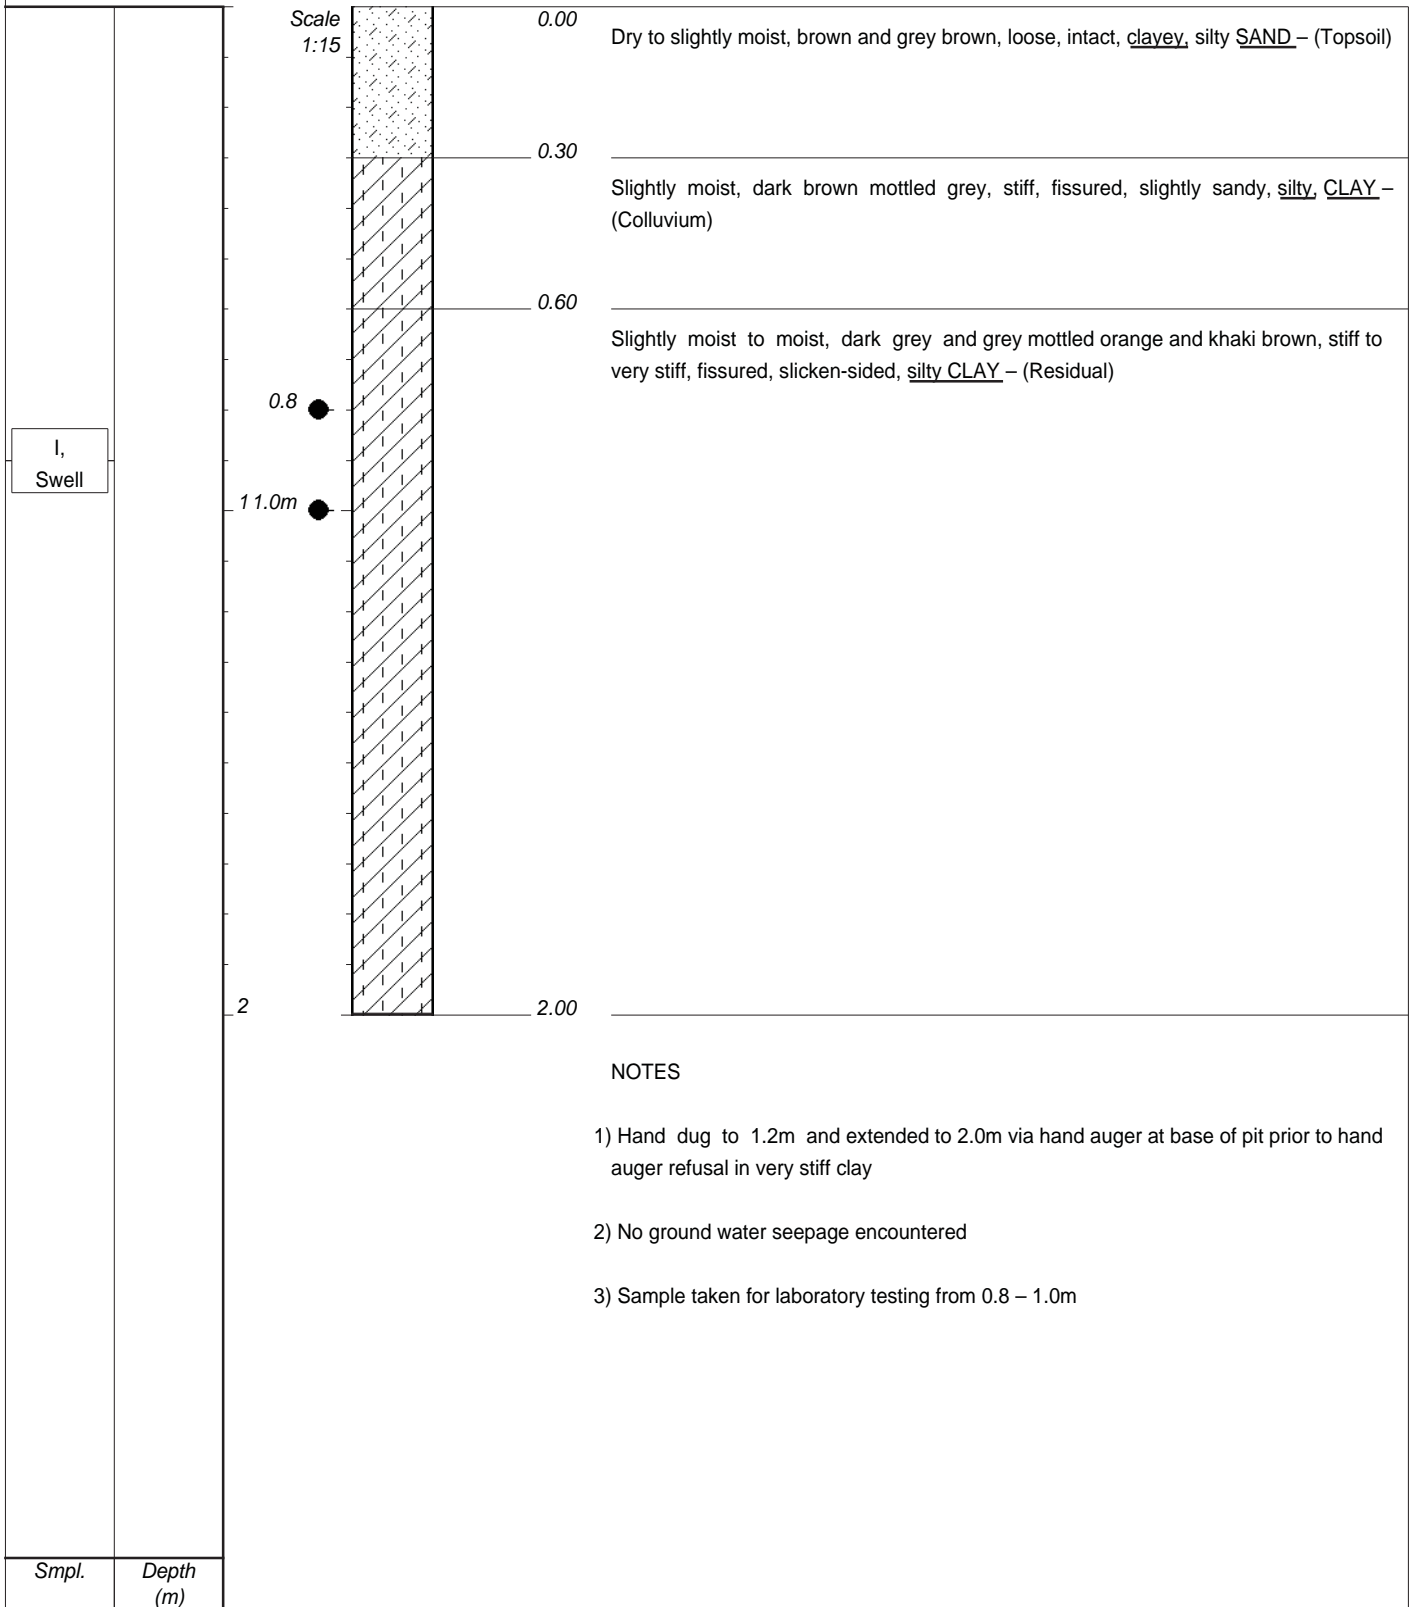 Scale
1:15
0.00
Dry to slightly moist, brown and grey brown, loose, intact, clayey, silty SAND – (Topsoil)
0.30
Slightly moist, dark brown mottled grey, stiff, fissured, slightly sandy, silty, CLAY –
(Colluvium)
0.60
Slightly moist to moist, dark grey and grey mottled orange and khaki brown, stiff to
very stiff, fissured, slicken-sided, silty CLAY – (Residual)
0.8
I,
Swell
1 1.0m
2
2.00
NOTES
1) Hand dug to 1.2m and extended to 2.0m via hand auger at base of pit prior to hand
auger refusal in very stiff clay
2) No ground water seepage encountered
3) Sample taken for laboratory testing from 0.8 – 1.0m
Smpl.
Depth
(m)